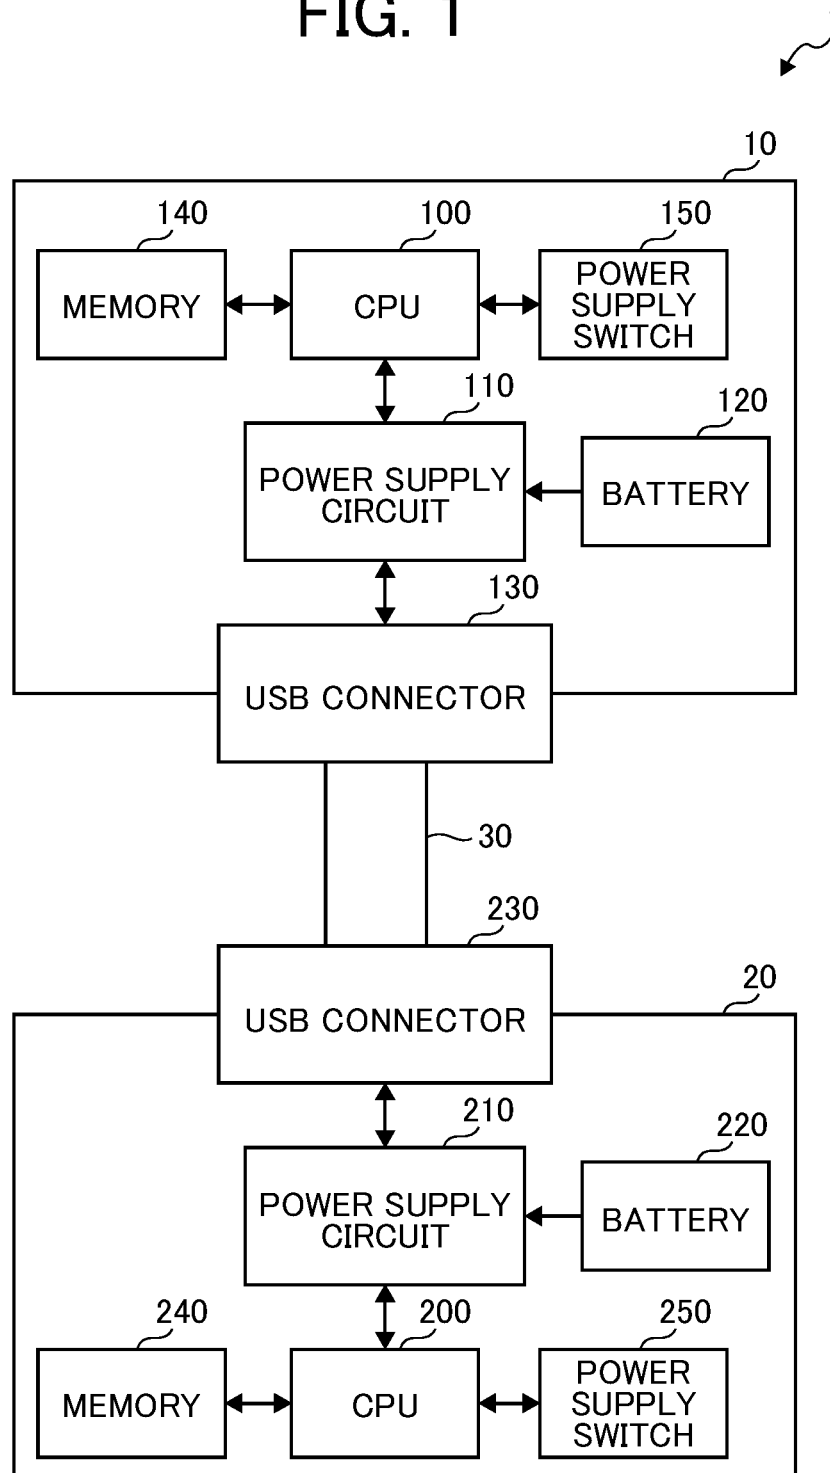 FIG. 1
10
140
100
150
MEMORY
CPU
POWER
SUPPLY
SWITCH
110
120
POWER SUPPLY
CIRCUIT
BATTERY
130
USB CONNECTOR
30
230
USB CONNECTOR
20
210
220
POWER SUPPLY
CIRCUIT
BATTERY
240
200
250
MEMORY
CPU
POWER
SUPPLY
SWITCH